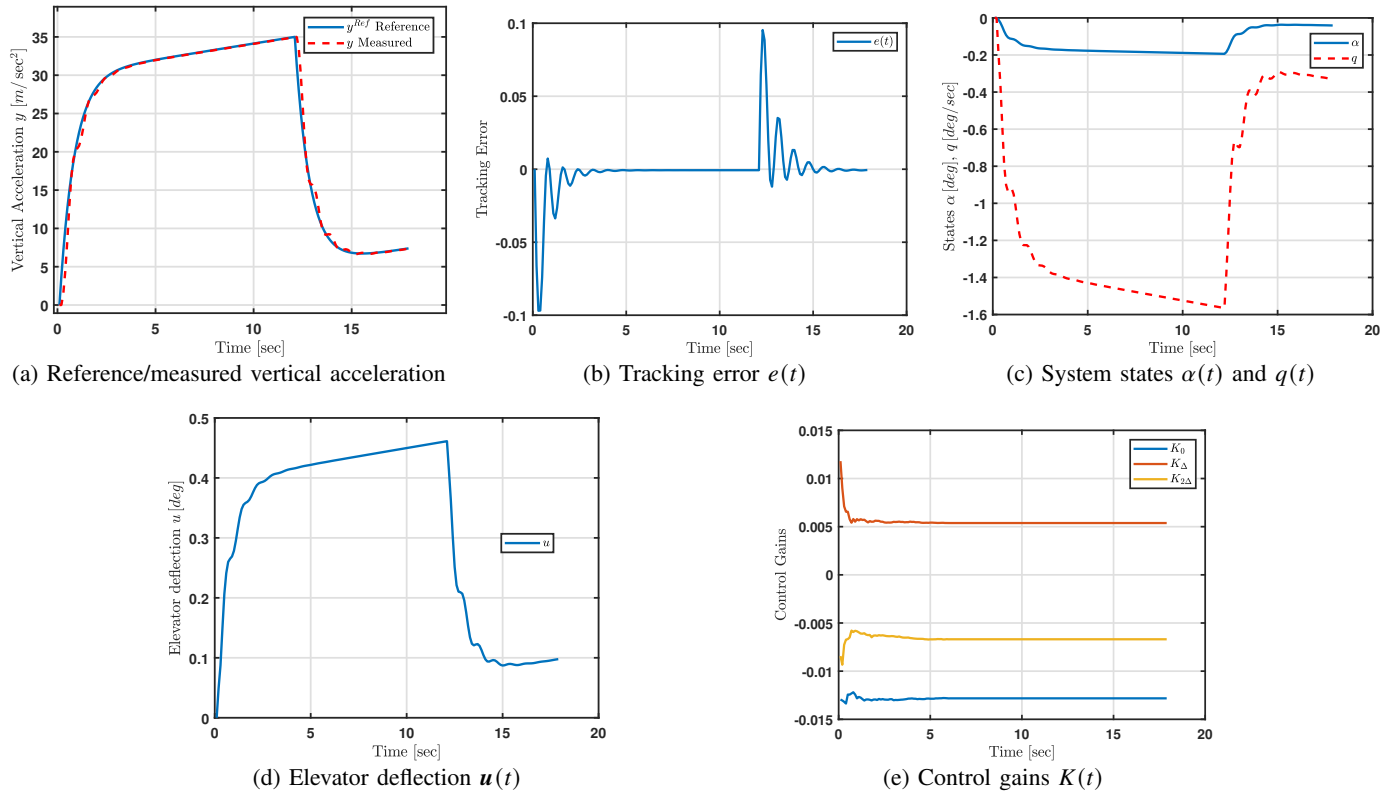 y^{Ref} Reference
y Measured
Vertical Acceleration y [m/sec²]
35
30
25
20
15
10
5
0
0 5 10 15
Time [sec]
(a) Reference/measured vertical acceleration
e(t)
Tracking Error
0.1
0.05
0
-0.05
-0.1
0 5 10 15 20
Time [sec]
(b) Tracking error e(t)
α
q
States α [deg], q [deg/sec]
0
-0.2
-0.4
-0.6
-0.8
-1
-1.2
-1.4
-1.6
0 5 10 15 20
Time [sec]
(c) System states α(t) and q(t)
u
Elevator deflection u [deg]
0.5
0.4
0.3
0.2
0.1
0
0 5 10 15 20
Time [sec]
(d) Elevator deflection u(t)
K_0
K_Δ
K_{2Δ}
Control Gains
0.015
0.01
0.005
0
-0.005
-0.01
-0.015
0 5 10 15 20
Time [sec]
(e) Control gains K(t)